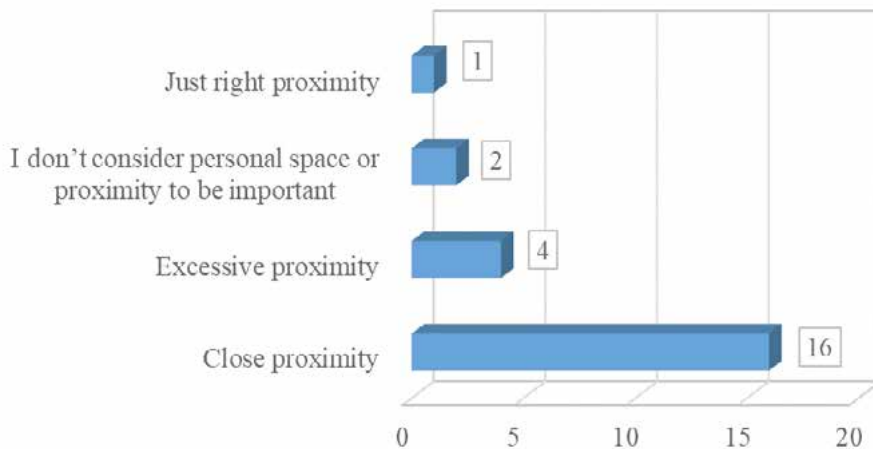 Just right proximity
1
I don’t consider personal space or
proximity to be important
2
Excessive proximity
4
Close proximity
16
0 5 10 15 20